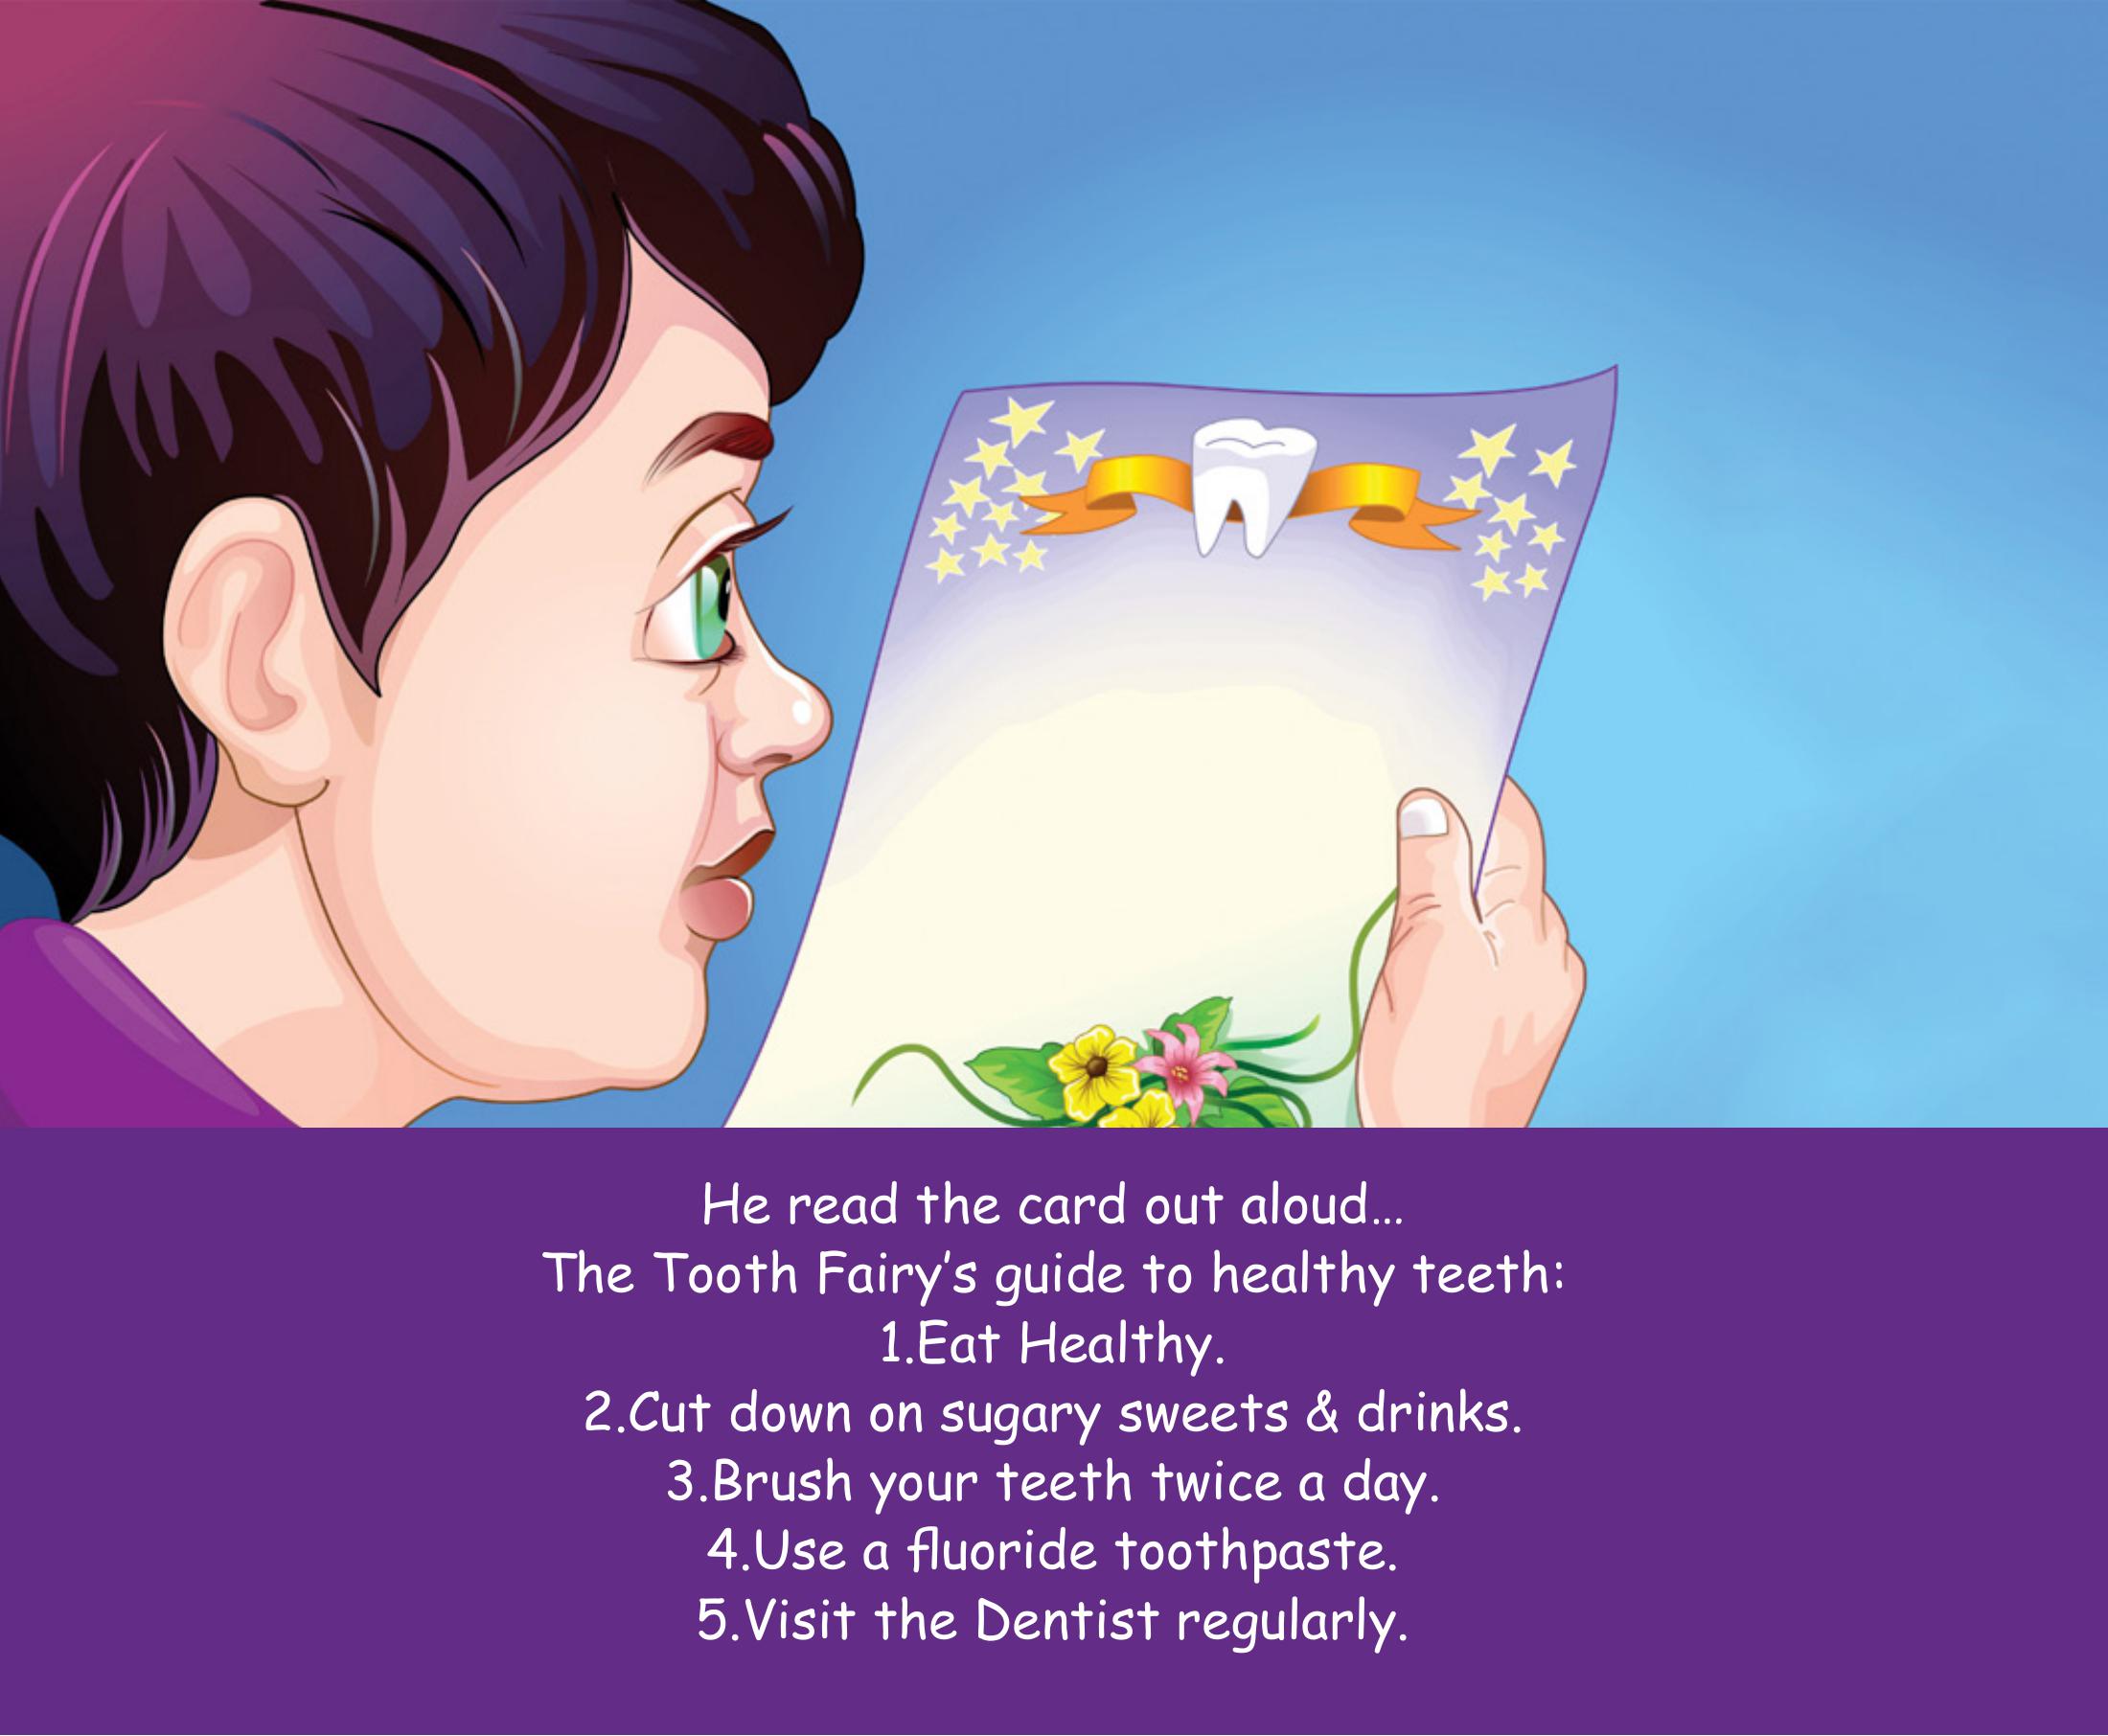 He read the card out aloud...
The Tooth Fairy's guide to healthy teeth:
1.Eat Healthy.
2.Cut down on sugary sweets & drinks.
3.Brush your teeth twice a day.
4.Use a fluoride toothpaste.
5.Visit the Dentist regularly.